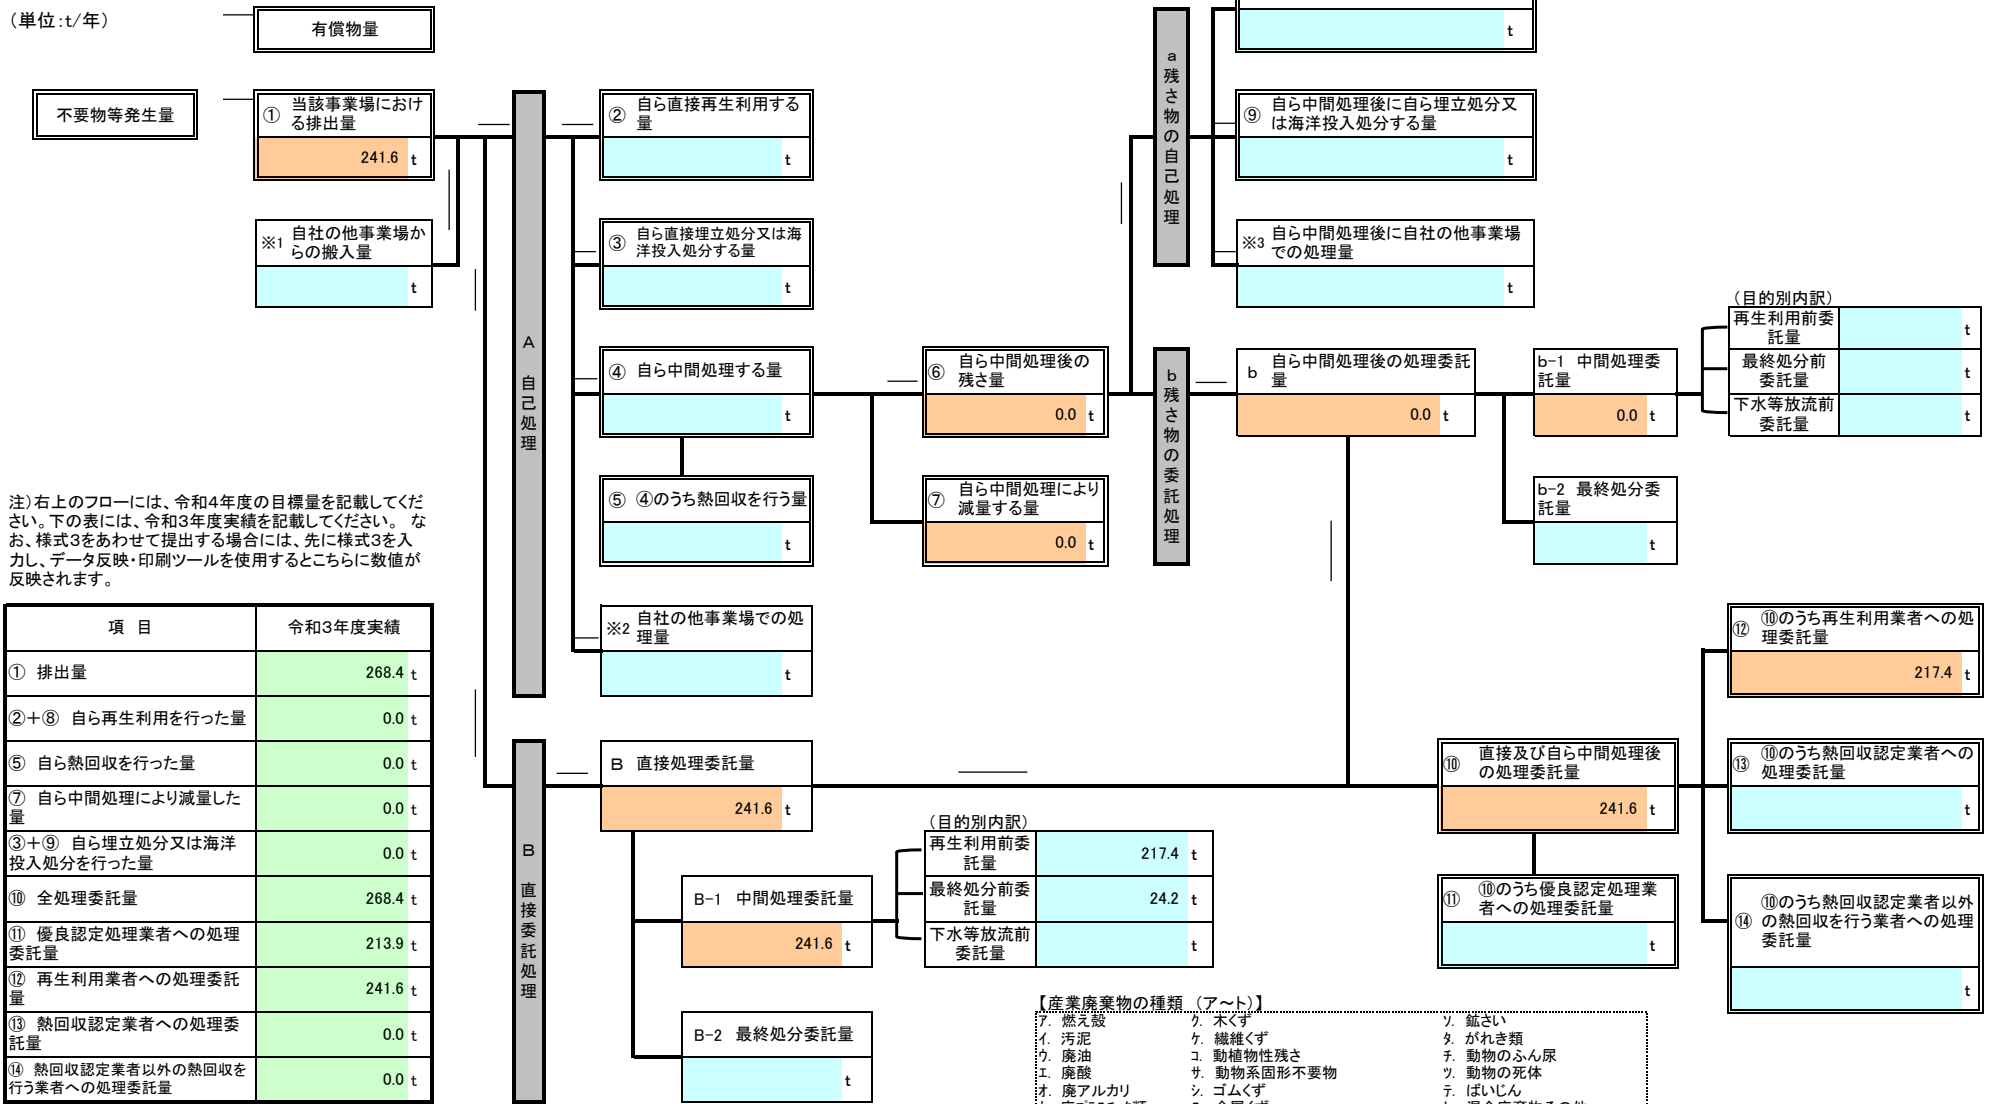 （単位：t/年）
有償物量
不要物等発生量
① 当該事業場におけ
る排出量
241.6 t
※1 自社の他事業場か
らの搬入量
t
A 自己処理
② 自ら直接再生利用する
量
t
③ 自ら直接埋立処分又は海
洋投入処分する量
t
④ 自ら中間処理する量
t
⑤ ④のうち熱回収を行う量
t
※2 自社の他事業場での処
理量
t
⑥ 自ら中間処理後の
残さ量
0.0 t
⑦ 自ら中間処理により
減量する量
0.0 t
a 残さ物の自己処理
t
⑨ 自ら中間処理後に自ら埋立処分又
は海洋投入処分する量
t
※3 自ら中間処理後に自社の他事業場
での処理量
t
b 残さ物の委託処理
b 自ら中間処理後の処理委託
量
0.0 t
b-1 中間処理委
託量
0.0 t
b-2 最終処分委
託量
t
（目的別内訳）
再生利用前委
託量
t
最終処分前
委託量
t
下水等放流前
委託量
t
注）右上のフローには、令和４年度の目標量を記載してくだ
さい。下の表には、令和３年度実績を記載してください。 な
お、様式３をあわせて提出する場合には、先に様式３を入
力し、データ反映・印刷ツールを使用するとこちらに数値が
反映されます。
項 目 令和３年度実績
① 排出量 268.4 t
②＋⑧ 自ら再生利用を行った量 0.0 t
⑤ 自ら熱回収を行った量 0.0 t
⑦ 自ら中間処理により減量した
量 0.0 t
③＋⑨ 自ら埋立処分又は海洋
投入処分を行った量 0.0 t
⑩ 全処理委託量 268.4 t
⑪ 優良認定処理業者への処理
委託量 213.9 t
⑫ 再生利用業者への処理委託
量 241.6 t
⑬ 熱回収認定業者への処理委
託量 0.0 t
⑭ 熱回収認定業者以外の熱回収を
行う業者への処理委託量 0.0 t
B 直接委託処理
B 直接処理委託量
241.6 t
B-1 中間処理委託量
241.6 t
B-2 最終処分委託量
t
（目的別内訳）
再生利用前委
託量
217.4 t
最終処分前委
託量
24.2 t
下水等放流前
委託量
t
⑩ 直接及び自ら中間処理後
の処理委託量
241.6 t
⑪ ⑩のうち優良認定処理業
者への処理委託量
t
⑫ ⑩のうち再生利用業者への処
理委託量
217.4 t
⑬ ⑩のうち熱回収認定業者への
処理委託量
t
⑭ ⑩のうち熱回収認定業者以外
の熱回収を行う業者への処理
委託量
t
【産業廃棄物の種類 （ア～ト）】
ア. 燃え殻 ク. 木くず ソ. 鉱さい
イ. 汚泥 ケ. 繊維くず タ. がれき類
ウ. 廃油 コ. 動植物性残さ チ. 動物のふん尿
エ. 廃酸 サ. 動物系固形不要物 ツ. 動物の死体
オ. 廃アルカリ シ. ゴムくず テ. ばいじん